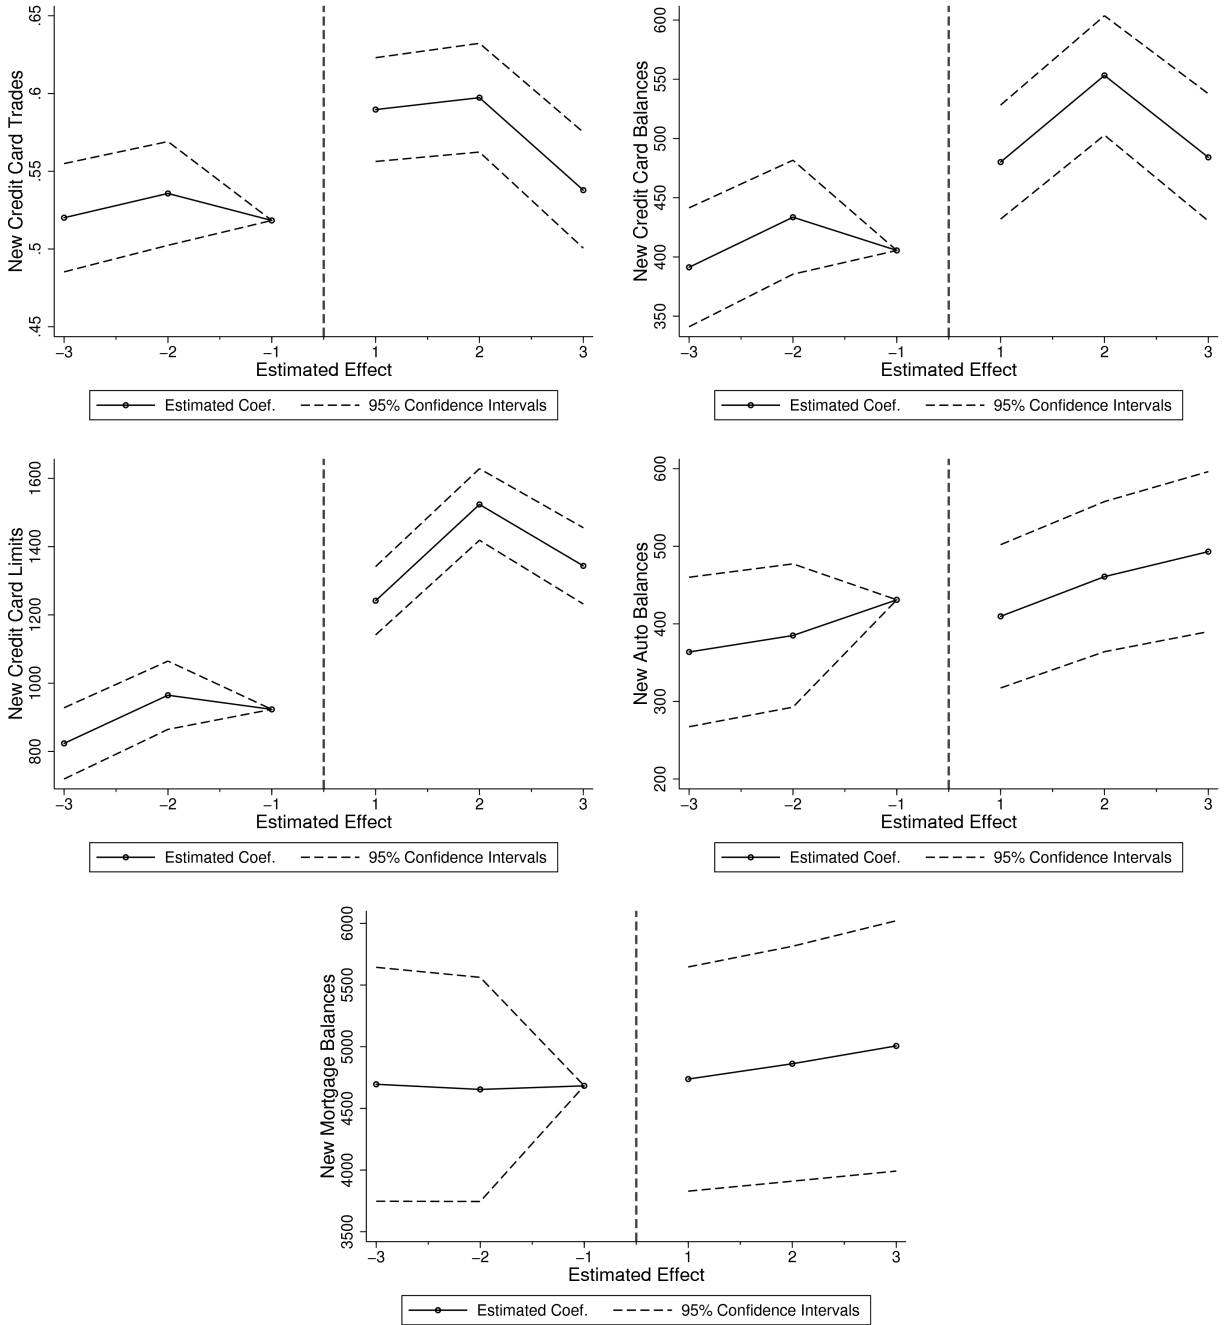 New Credit Card Trades
.65
.6
.55
.5
.45
−3 −2 −1 1 2 3
Estimated Effect
Estimated Coef. 95% Confidence Intervals
New Credit Card Balances
600
550
500
450
400
350
−3 −2 −1 1 2 3
Estimated Effect
Estimated Coef. 95% Confidence Intervals
New Credit Card Limits
1600
1400
1200
1000
800
−3 −2 −1 1 2 3
Estimated Effect
Estimated Coef. 95% Confidence Intervals
New Auto Balances
600
500
400
300
200
−3 −2 −1 1 2 3
Estimated Effect
Estimated Coef. 95% Confidence Intervals
New Mortgage Balances
6000
5500
5000
4500
4000
3500
−3 −2 −1 1 2 3
Estimated Effect
Estimated Coef. 95% Confidence Intervals